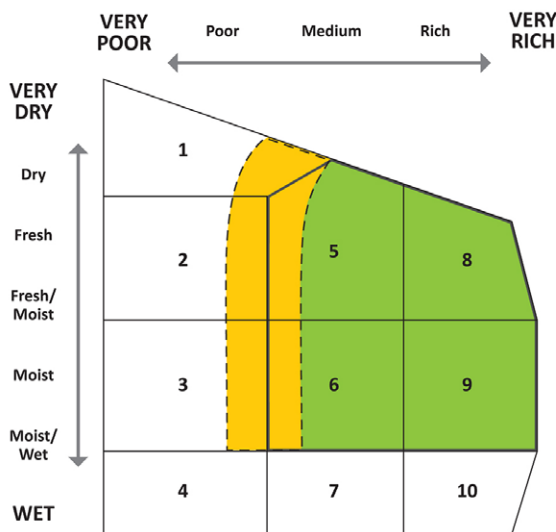 VERY
POOR
Poor
Medium
Rich
VERY
RICH
VERY
DRY
Dry
Fresh
Fresh/
Moist
Moist
Moist/
Wet
WET
1
2
5
8
3
6
9
4
7
10